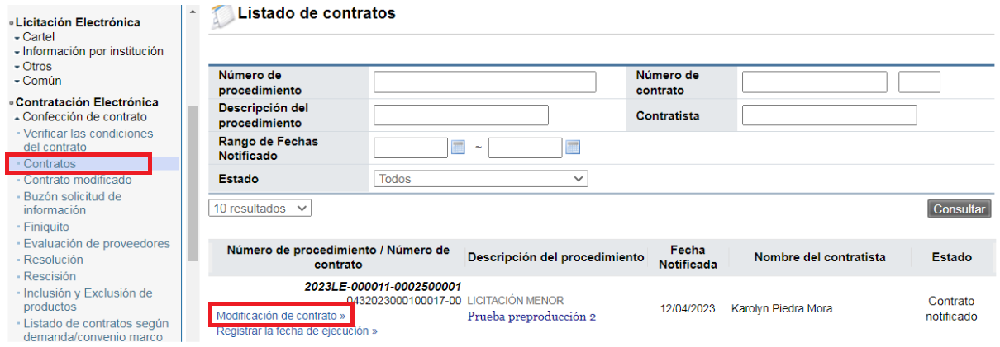 Licitación Electrónica
Cartel
Información por institución
Otros
Común
Contratación Electrónica
Confección de contrato
Verificar las condiciones
del contrato
Contratos
Contrato modificado
Buzón solicitud de
información
Finiquito
Evaluación de proveedores
Resolución
Rescisión
Inclusión y Exclusión de
productos
Listado de contratos según
demanda/convenio marco
Listado de contratos
Número de
procedimiento
Número de
contrato
-
Descripción del
procedimiento
Contratista
Rango de Fechas
Notificado
~
Estado
Todos
10 resultados
Consultar
Número de procedimiento / Número de
contrato
Descripción del procedimiento
Fecha
Notificada
Nombre del contratista
Estado
2023LE-000011-0002500001
0432023000100017-00
Modificación de contrato »
Registrar la fecha de ejecución »
LICITACIÓN MENOR
Prueba preproducción 2
12/04/2023
Karolyn Piedra Mora
Contrato
notificado